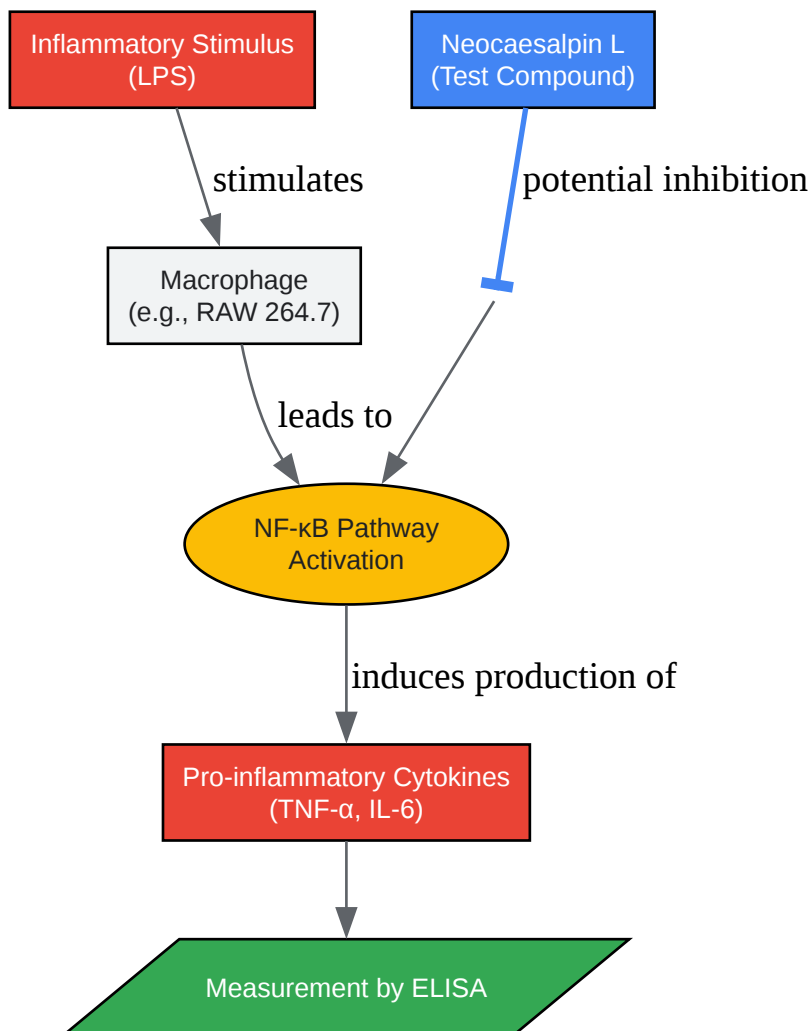 Inflammatory Stimulus
(LPS)
Neocaesalpin L
(Test Compound)
stimulates
potential inhibition
Macrophage
(e.g., RAW 264.7)
leads to
NF-κB Pathway
Activation
induces production of
Pro-inflammatory Cytokines
(TNF-α, IL-6)
Measurement by ELISA